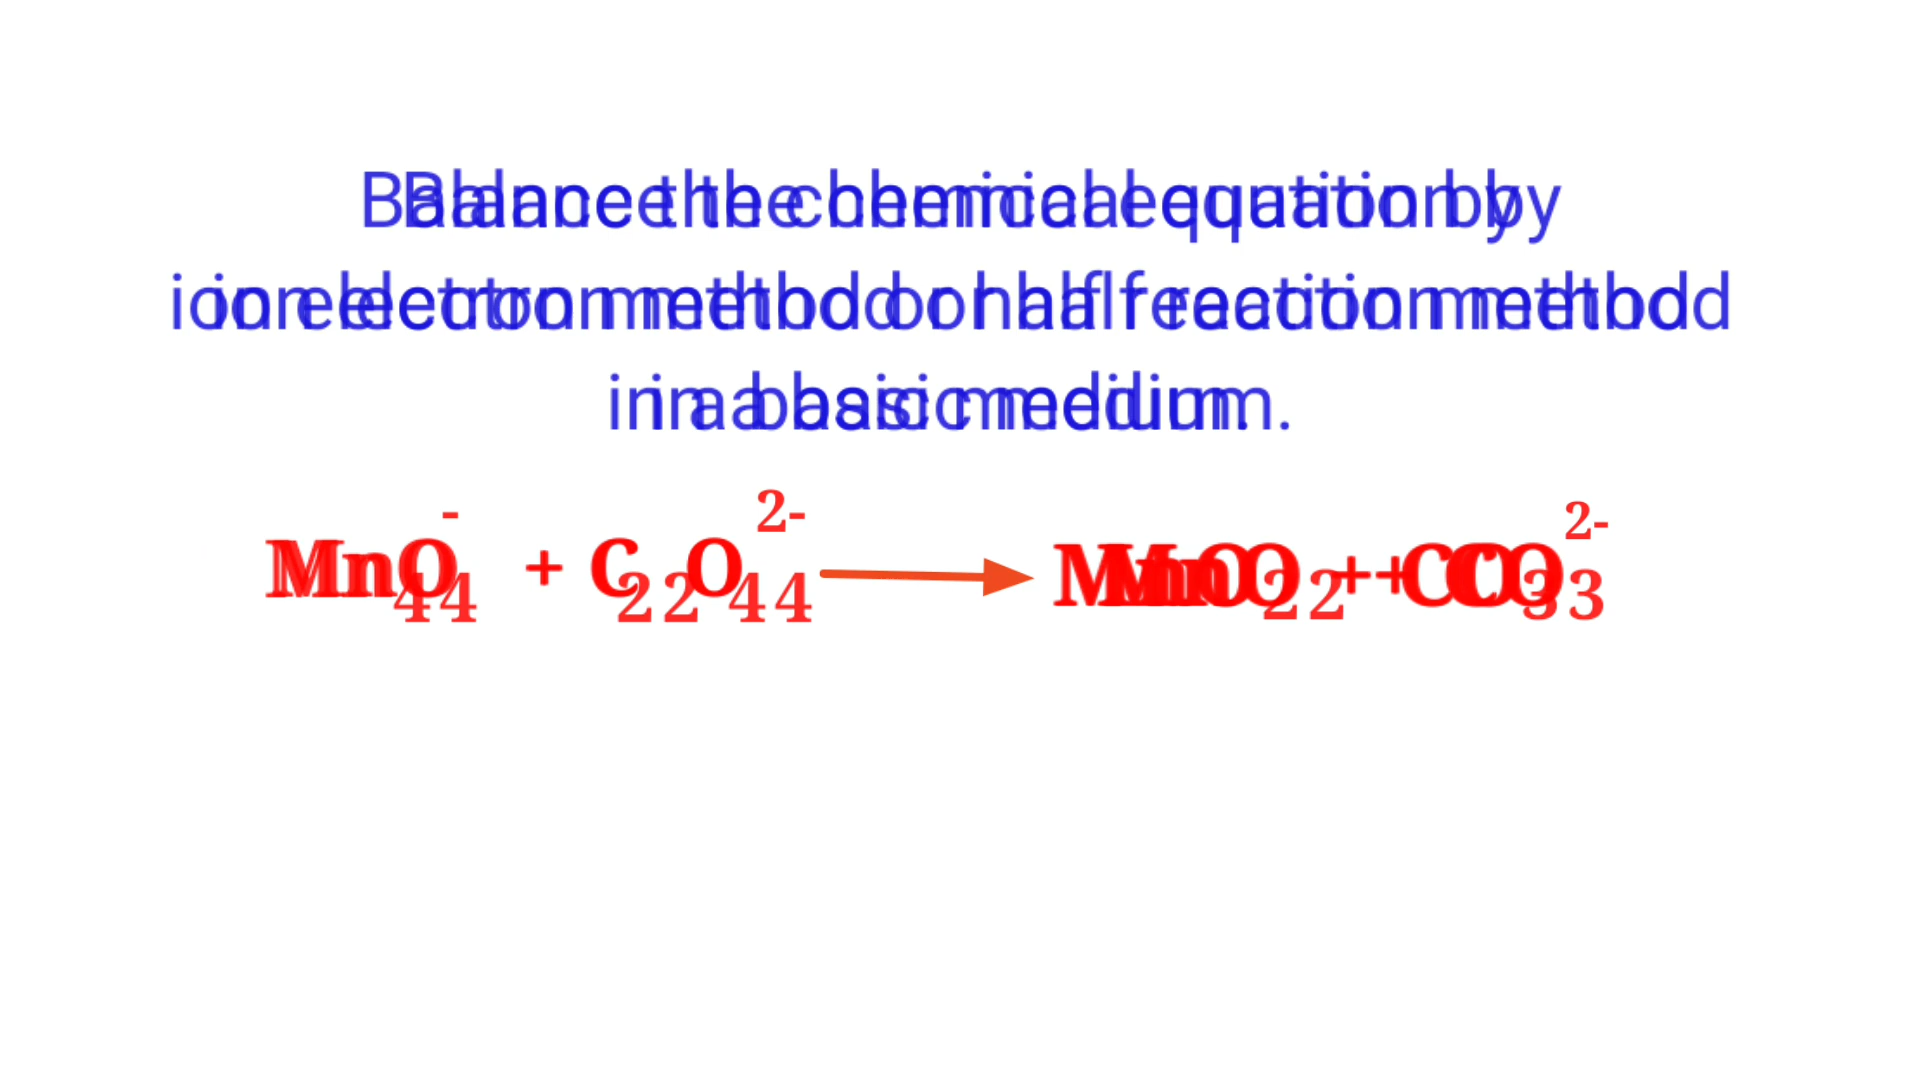 Balance the chemical equation by
ion electron method or half reaction method
in a basic medium.
MnO₄⁻ + C₂O₄²⁻ → MnO₂ + CO₃²⁻